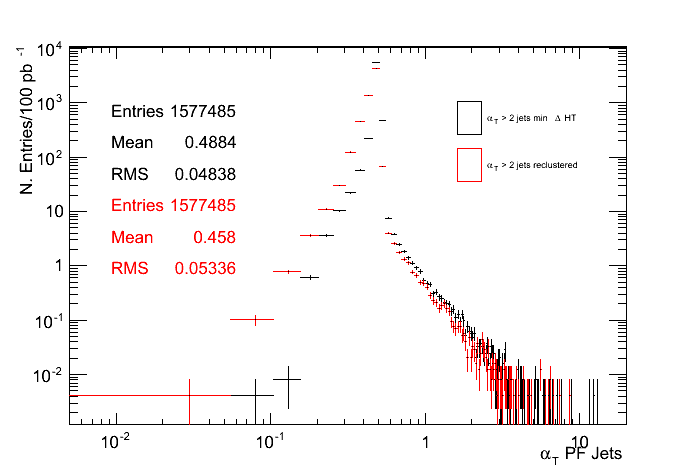 N. Entries/100 pb -1
10^4
10^3
10^2
10
1
10^-1
10^-2
Entries 1577485
Mean 0.4884
RMS 0.04838
Entries 1577485
Mean 0.458
RMS 0.05336
α_T > 2 jets min Δ HT
α_T > 2 jets reclustered
10^-2 10^-1 1 10
α_T PF Jets